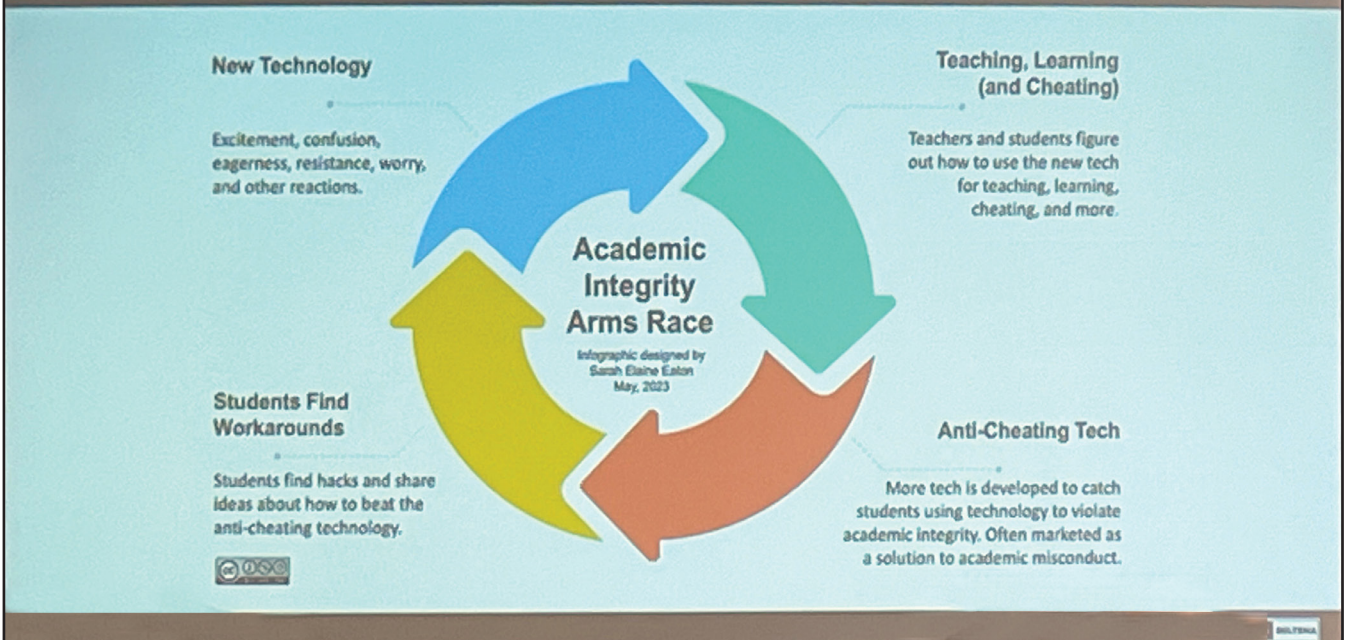 New Technology
Excitement, confusion,
eagerness, resistance, worry,
and other reactions.
Teaching, Learning
(and Cheating)
Teachers and students figure
out how to use the new tech
for teaching, learning,
cheating, and more.
Academic
Integrity
Arms Race
Infographic designed by
Sarah Elaine Eaton
May, 2023
Students Find
Workarounds
Students find hacks and share
ideas about how to beat the
anti-cheating technology.
Anti-Cheating Tech
More tech is developed to catch
students using technology to violate
academic integrity. Often marketed as
a solution to academic misconduct.
cc